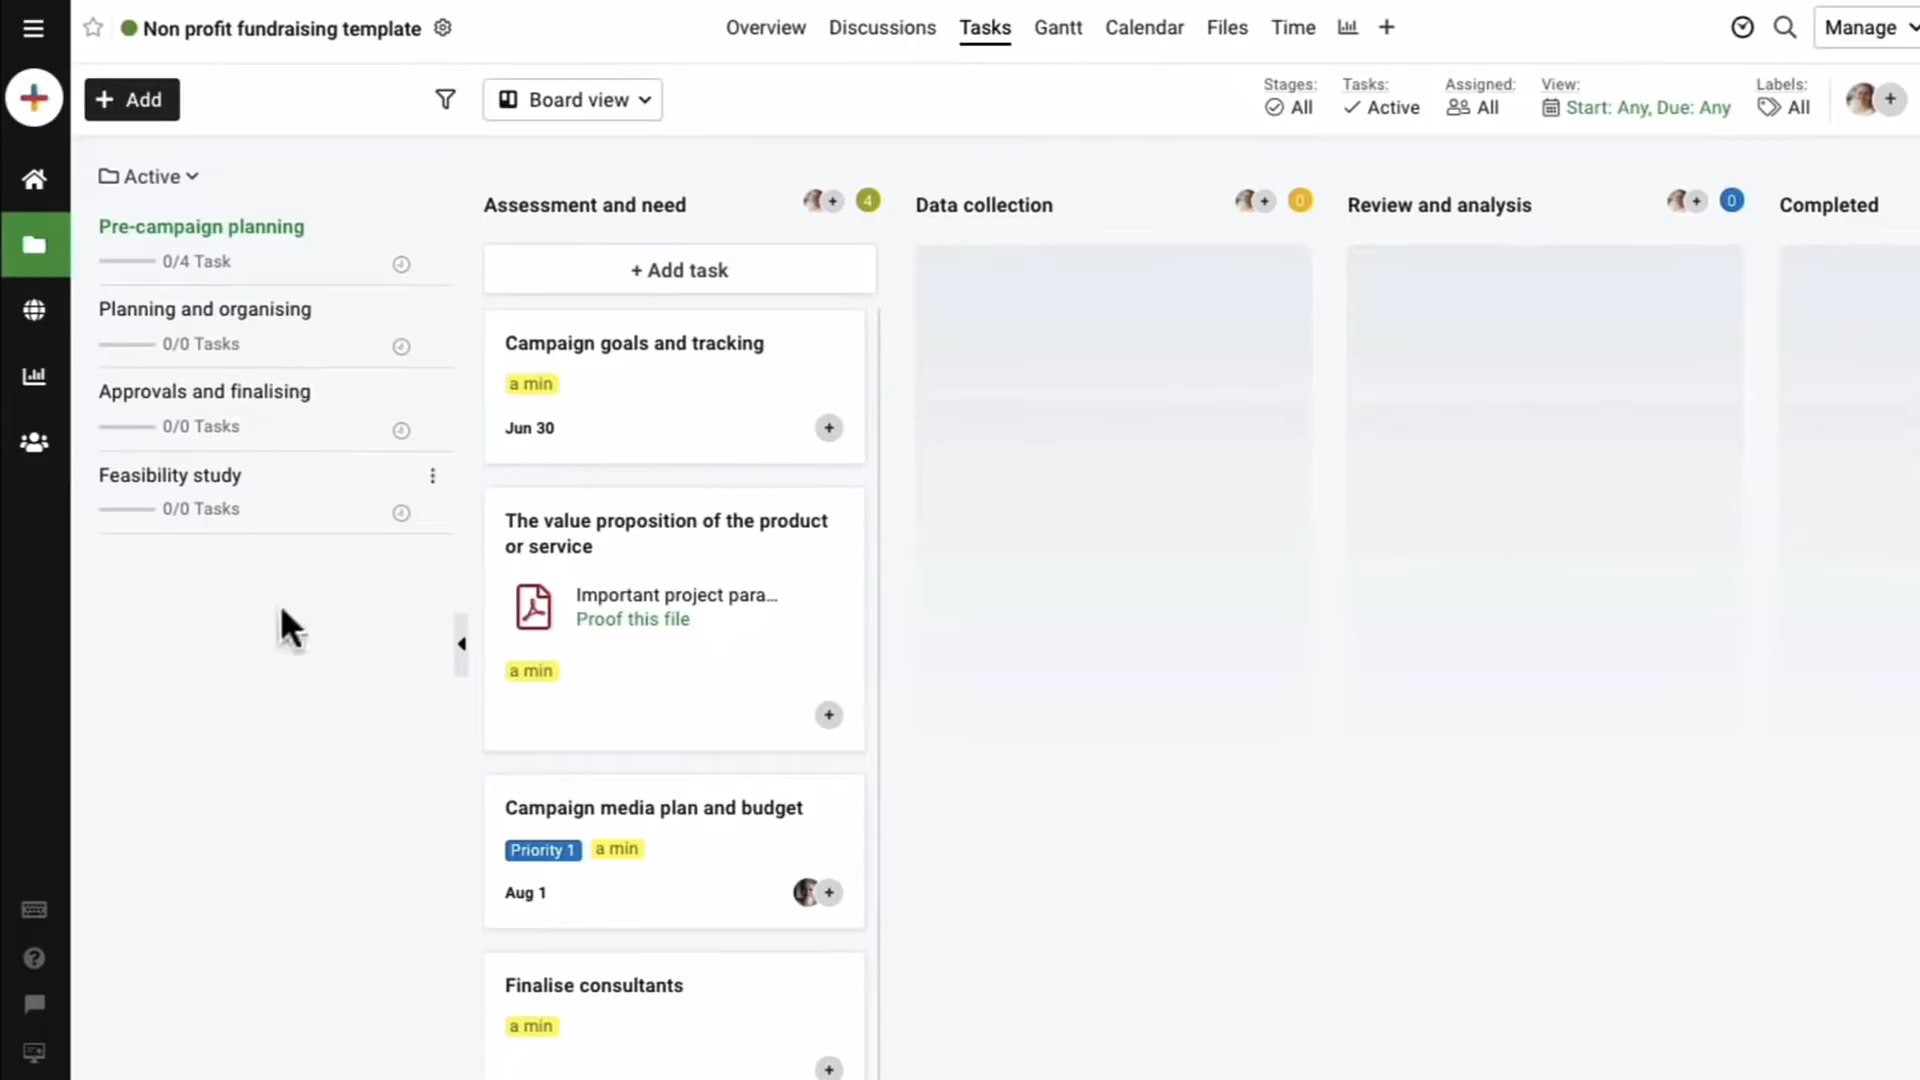 Non profit fundraising template
Overview
Discussions
Tasks
Gantt
Calendar
Files
Time
Manage
+ Add
Board view
Stages:
All
Tasks:
Active
Assigned:
All
View:
Start: Any, Due: Any
Labels:
All
Active
Pre-campaign planning
0/4 Task
Planning and organising
0/0 Tasks
Approvals and finalising
0/0 Tasks
Feasibility study
0/0 Tasks
Assessment and need
4
+ Add task
Campaign goals and tracking
a min
Jun 30
The value proposition of the product
or service
Important project para...
Proof this file
a min
Campaign media plan and budget
Priority 1
a min
Aug 1
Finalise consultants
a min
Data collection
0
Review and analysis
0
Completed